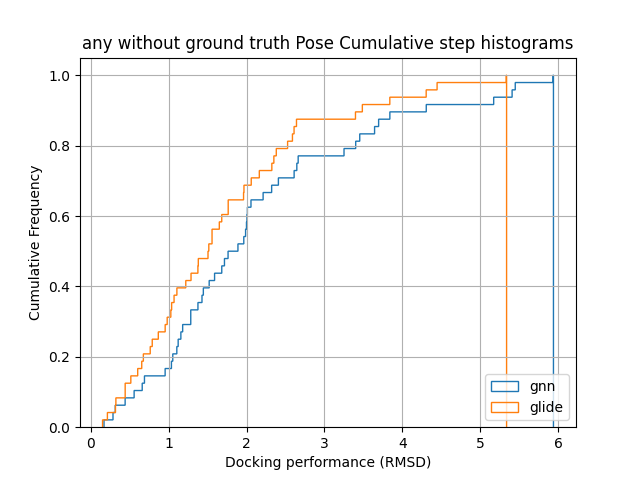 any without ground truth Pose Cumulative step histograms
1.0
0.8
0.6
0.4
0.2
0.0
Cumulative Frequency
0 1 2 3 4 5 6
Docking performance (RMSD)
gnn
glide